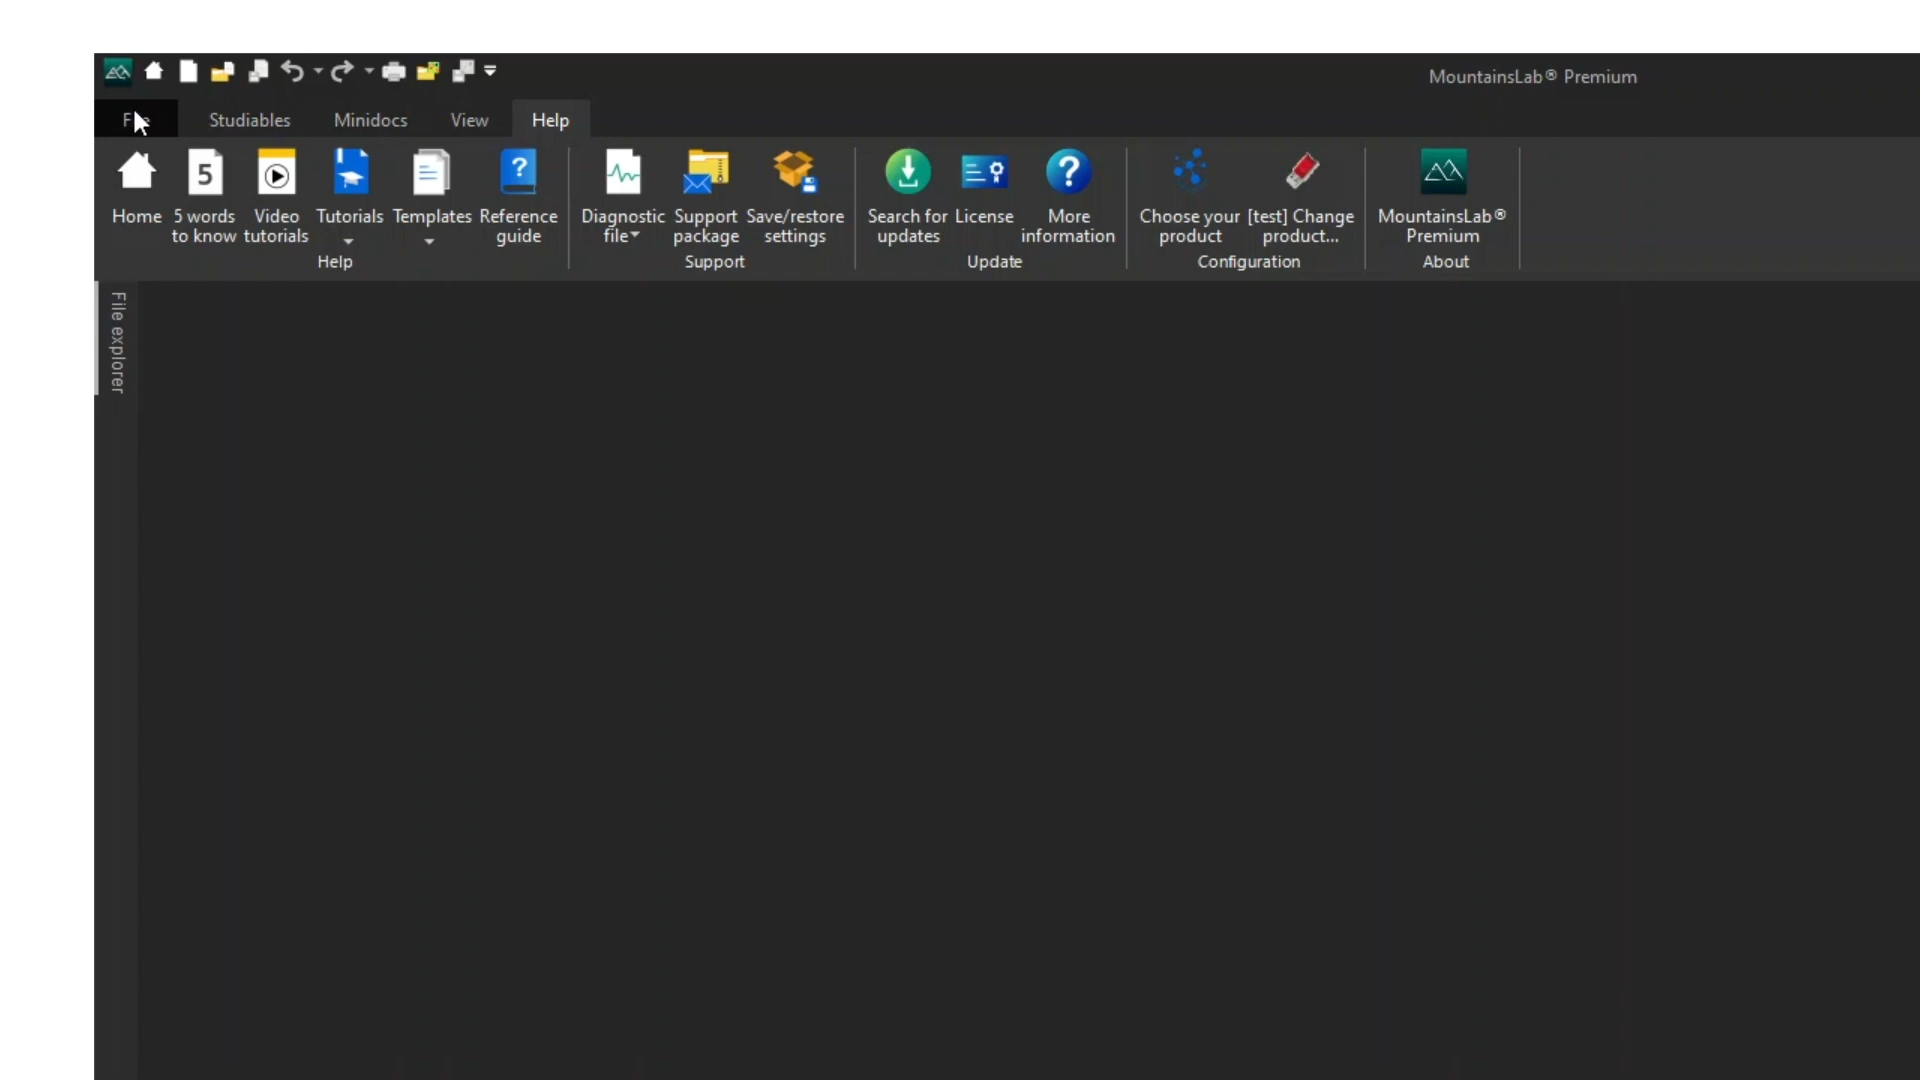 MountainsLab® Premium
Studiables Minidocs View Help
Home 5 words to know Video tutorials Tutorials Templates Reference guide
Diagnostic file Support package Save/restore settings
Search for updates License More information
Choose your product [test] Change product...
MountainsLab® Premium
Help Support Update Configuration About
File explorer
5
?
?